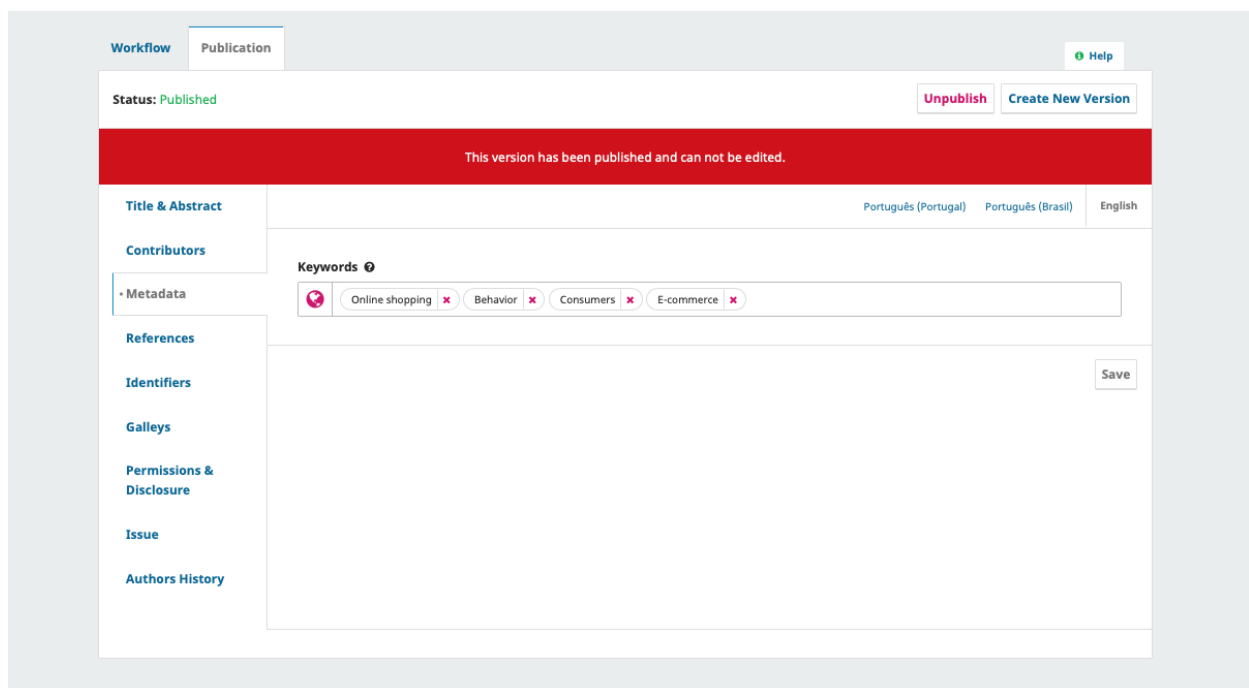 Workflow
Publication
Help
Status: Published
Unpublish
Create New Version
This version has been published and can not be edited.
Title & Abstract
Português (Portugal)
Português (Brasil)
English
Contributors
Keywords
• Metadata
Online shopping
Behavior
Consumers
E-commerce
References
Save
Identifiers
Galleys
Permissions &
Disclosure
Issue
Authors History